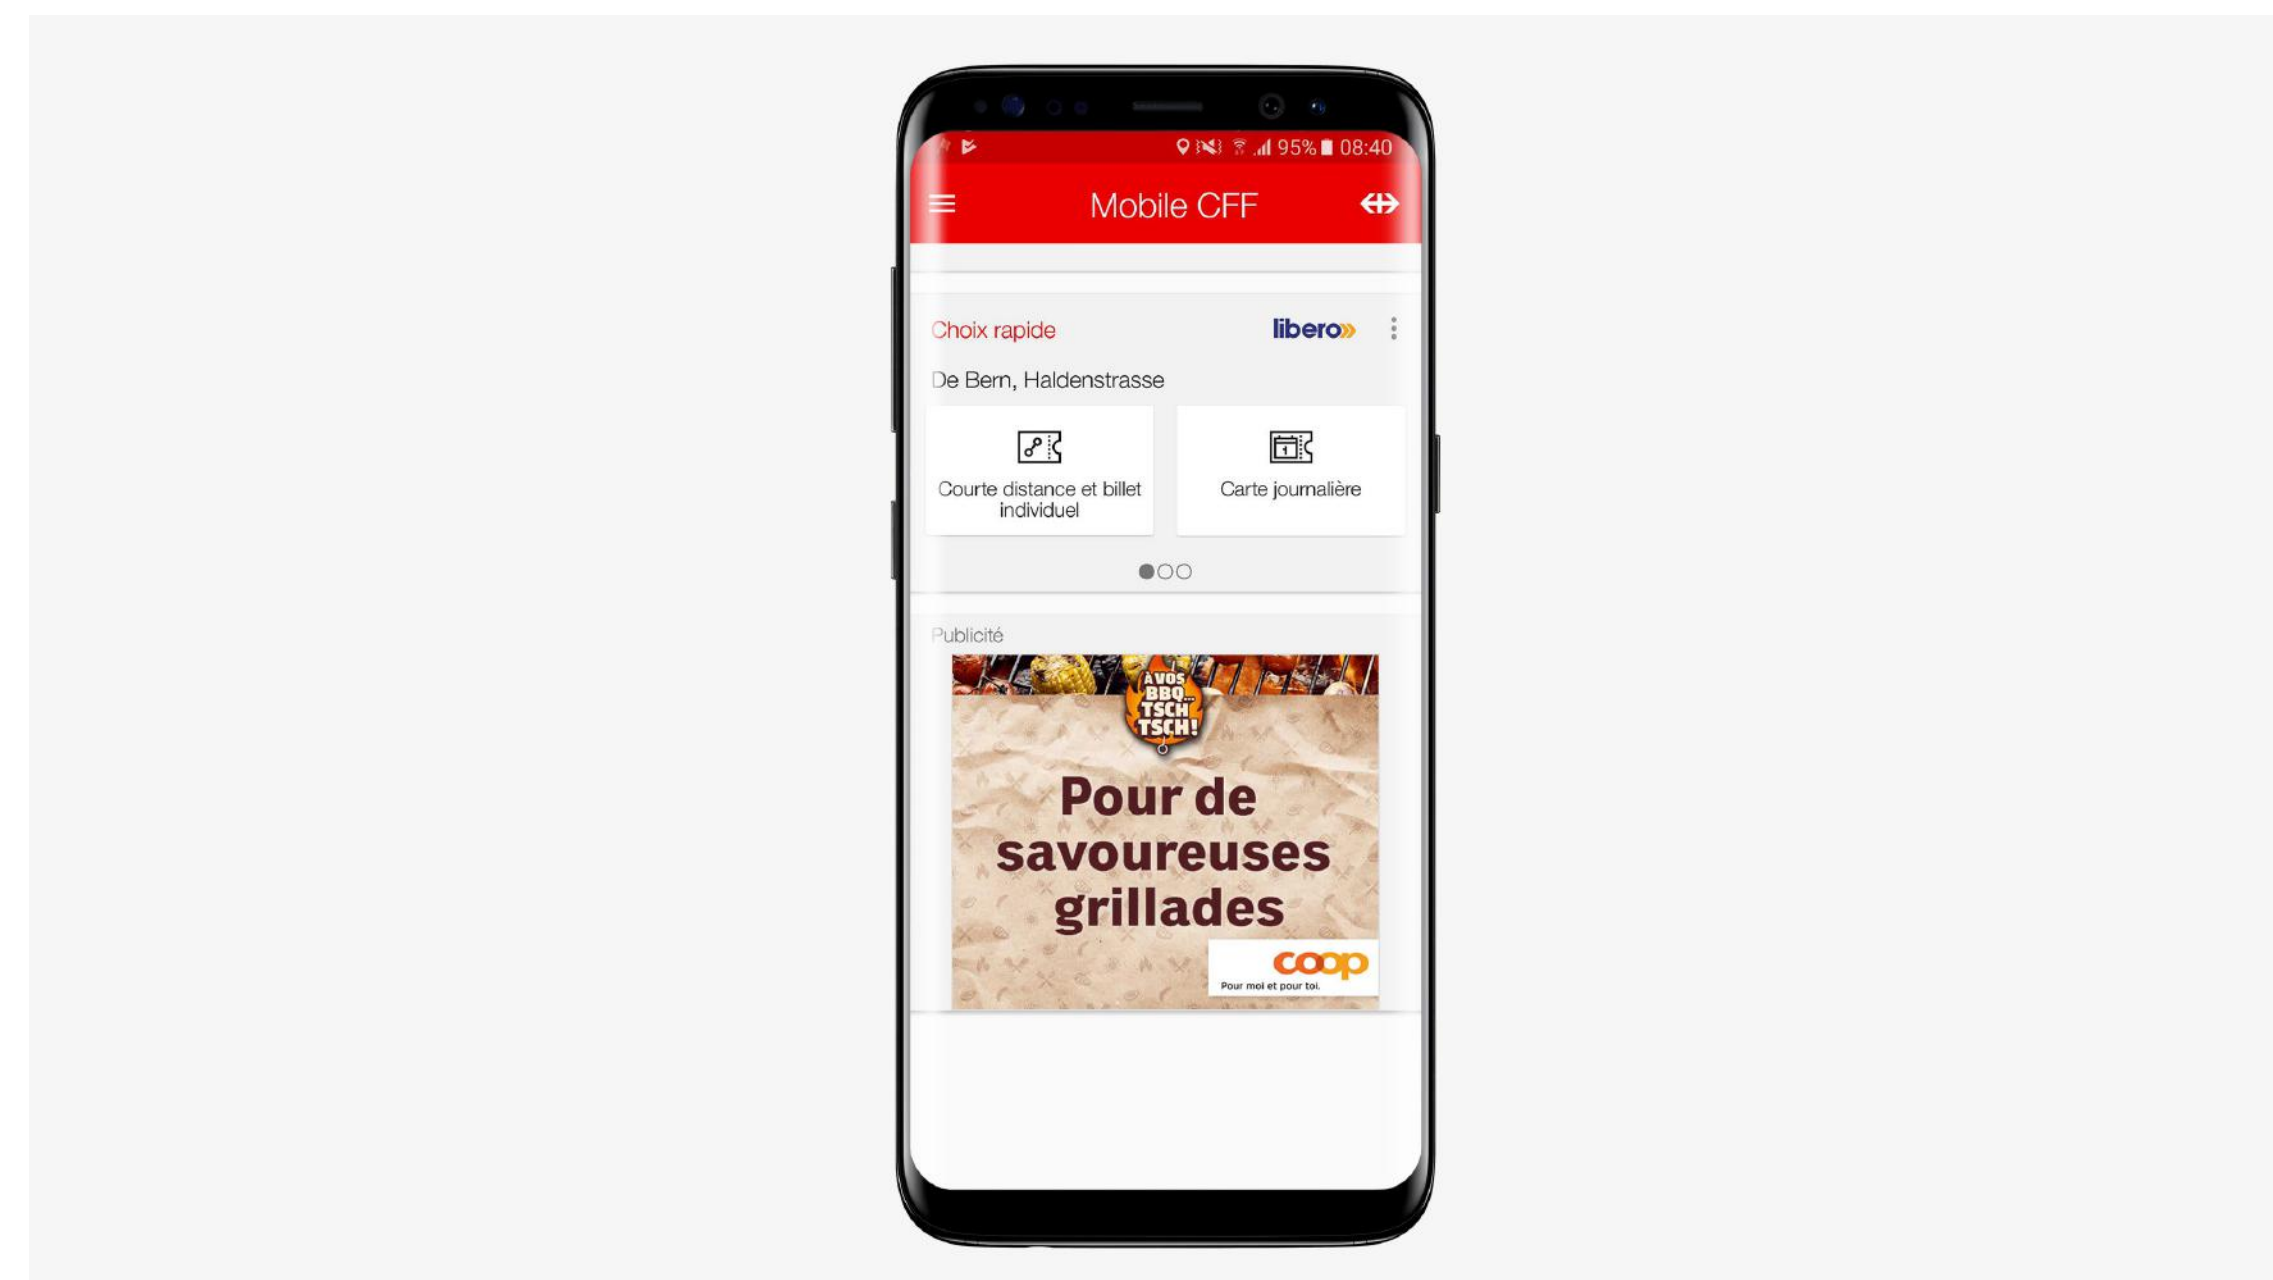 95% 08:40
Mobile CFF
Choix rapide
libero
De Bern, Haldenstrasse
Courte distance et billet
individuel
1
Carte journalière
Publicité
À VOS
BBQ...
TSCH
TSCH!
Pour de
savoureuses
grillades
coop
Pour moi et pour toi.